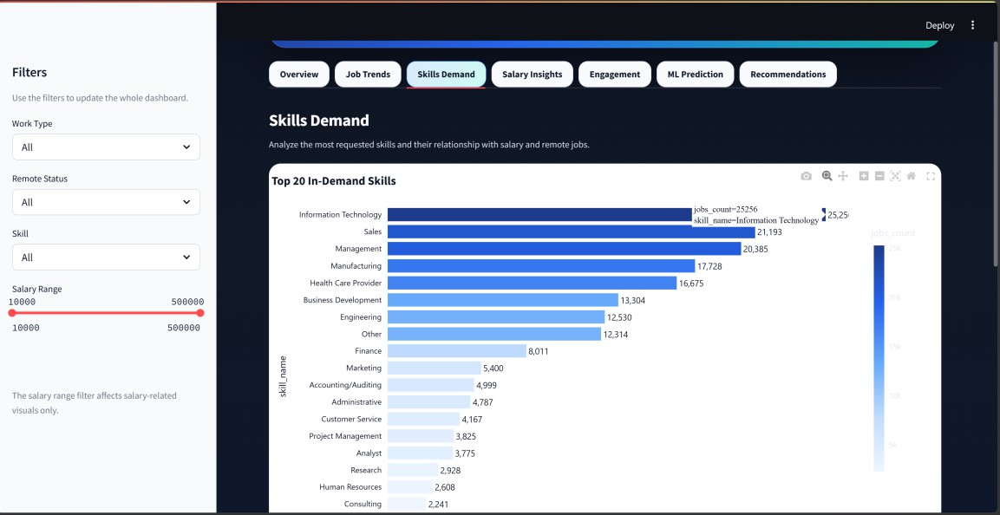 Deploy
Filters
Use the filters to update the whole dashboard.
Work Type
All
Remote Status
All
Skill
All
Salary Range
10000 500000
10000 500000
The salary range filter affects salary-related
visuals only.
Overview Job Trends Skills Demand Salary Insights Engagement ML Prediction Recommendations
Skills Demand
Analyze the most requested skills and their relationship with salary and remote jobs.
Top 20 In-Demand Skills
skill_name
Information Technology 25,25
jobs_count=25256
skill_name=Information Technology
Sales 21,193
Management 20,385
Manufacturing 17,728
Health Care Provider 16,675
Business Development 13,304
Engineering 12,530
Other 12,314
Finance 8,011
Marketing 5,400
Accounting/Auditing 4,999
Administrative 4,787
Customer Service 4,167
Project Management 3,825
Analyst 3,775
Research 2,928
Human Resources 2,608
Consulting 2,241
jobs_count
25k
20k
15k
10k
5k